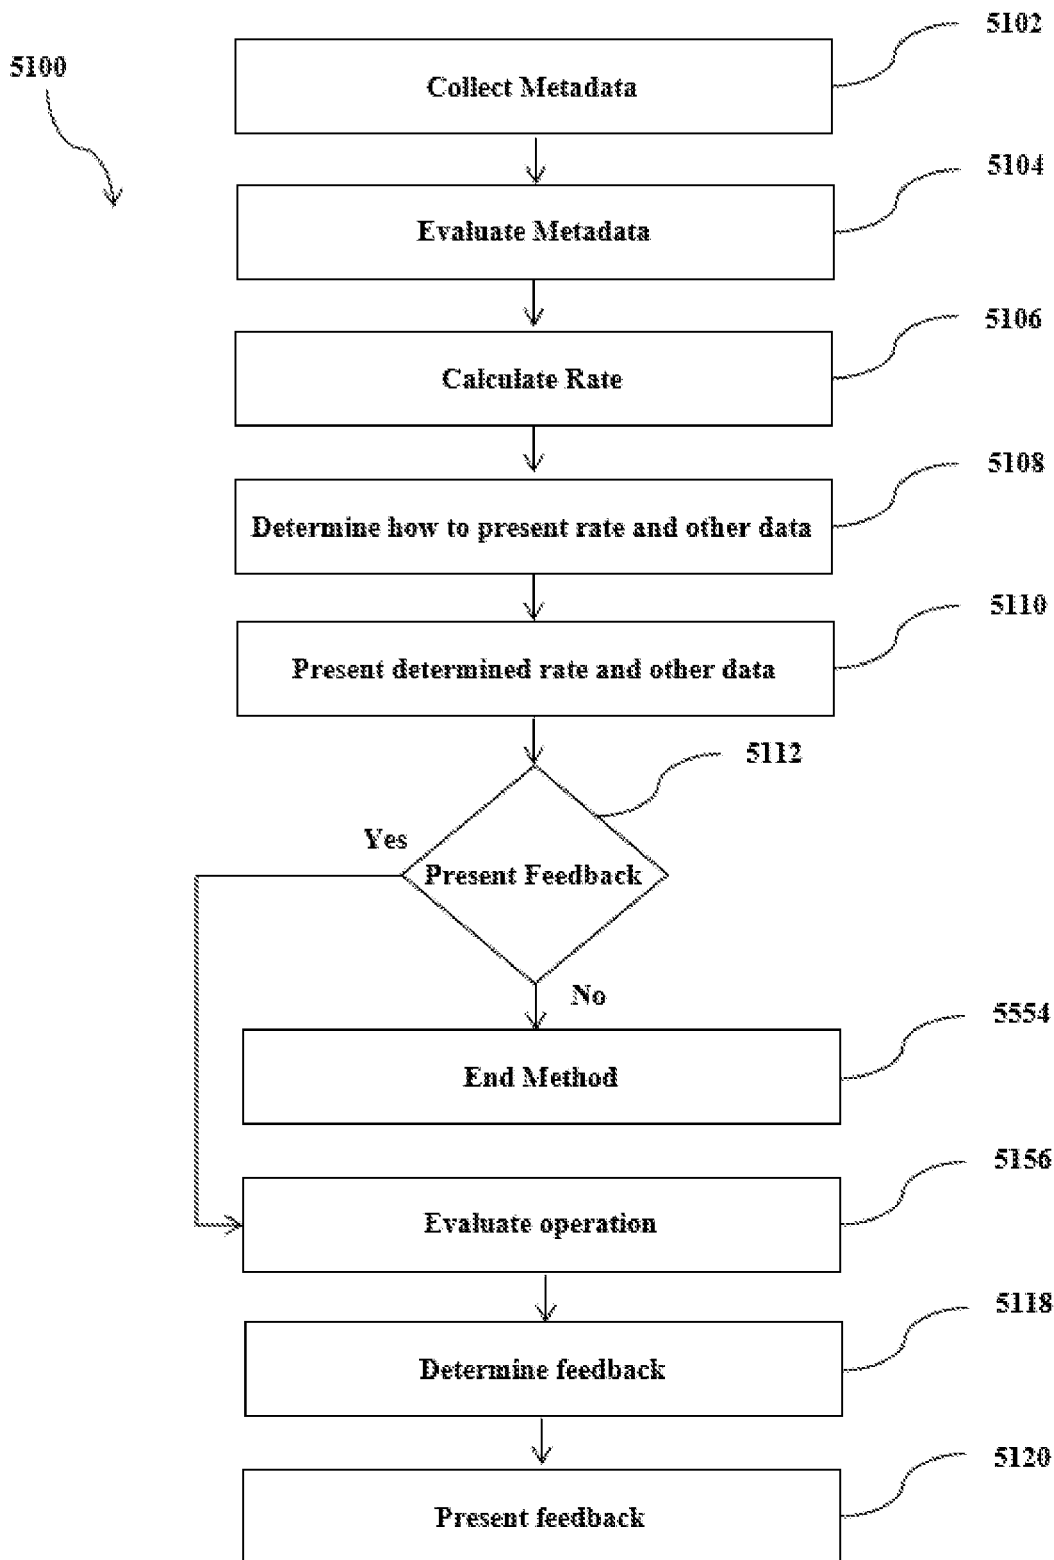 5102
5100
Collect Metadata
5104
Evaluate Metadata
5106
Calculate Rate
5108
Determine how to present rate and other data
5110
Present determined rate and other data
5112
Yes
Present Feedback
No
5554
End Method
5156
Evaluate operation
5118
Determine feedback
5120
Present feedback